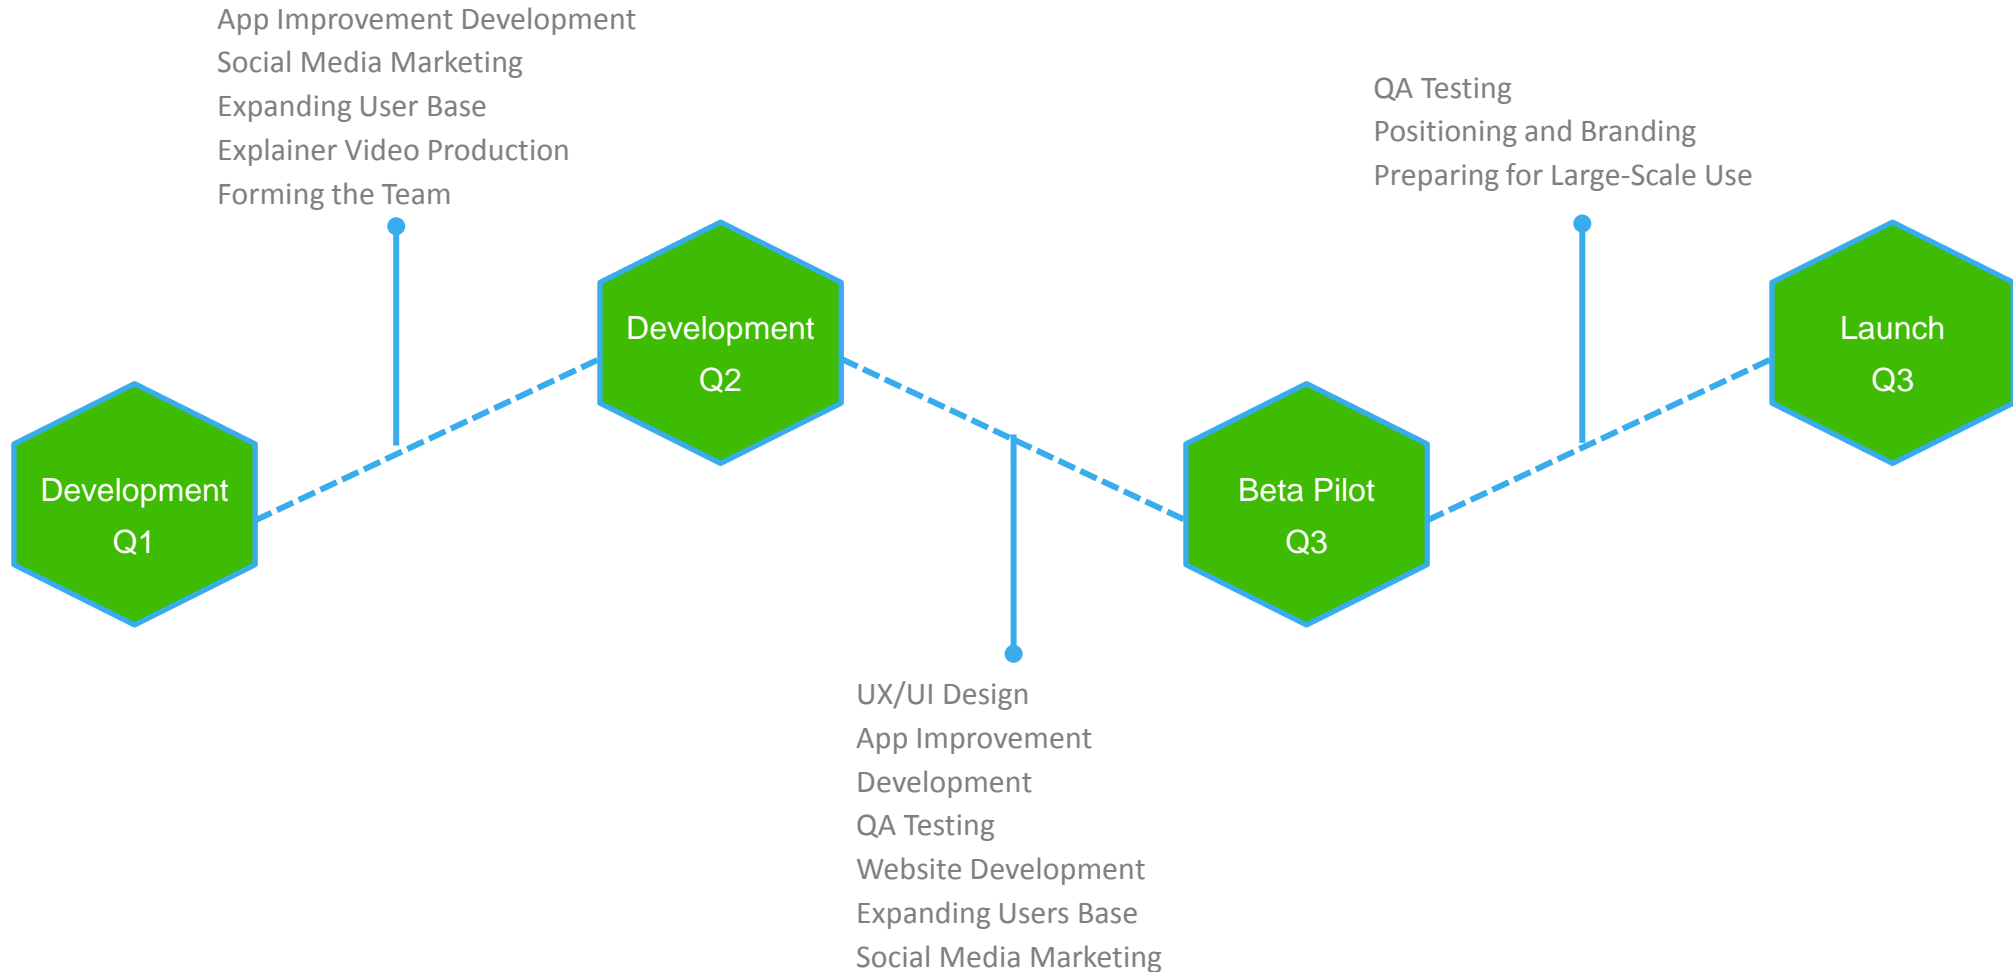 App Improvement Development
Social Media Marketing
Expanding User Base
Explainer Video Production
Forming the Team
QA Testing
Positioning and Branding
Preparing for Large-Scale Use
Development
Q1
Development
Q2
Beta Pilot
Q3
Launch
Q3
UX/UI Design
App Improvement
Development
QA Testing
Website Development
Expanding Users Base
Social Media Marketing